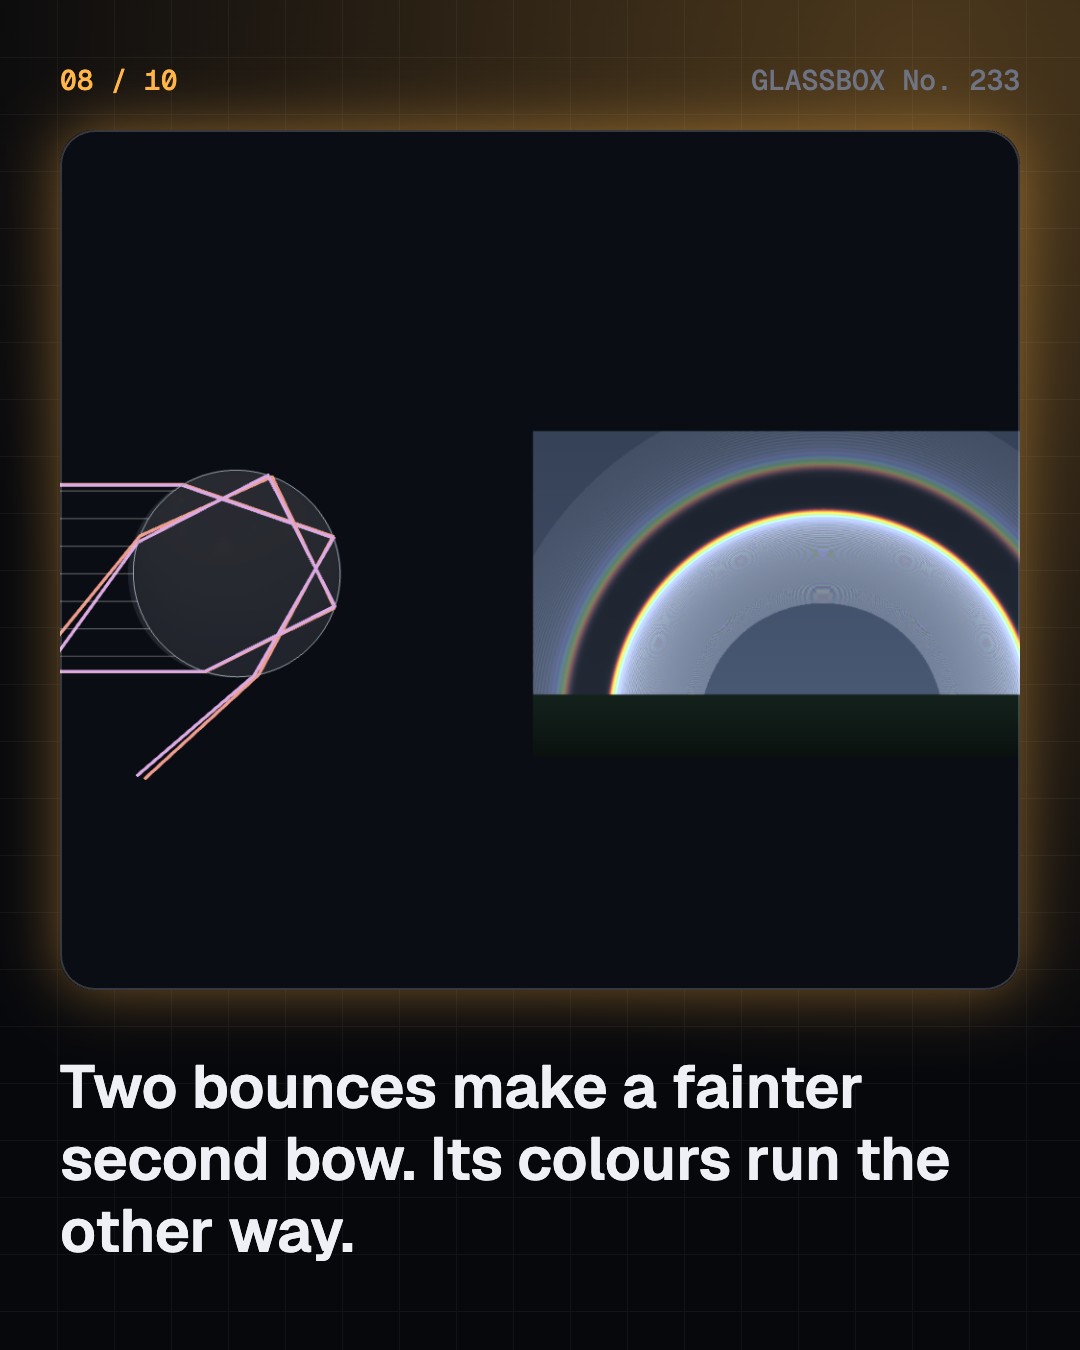 08 / 10
GLASSBOX No. 233
Two bounces make a fainter
second bow. Its colours run the
other way.